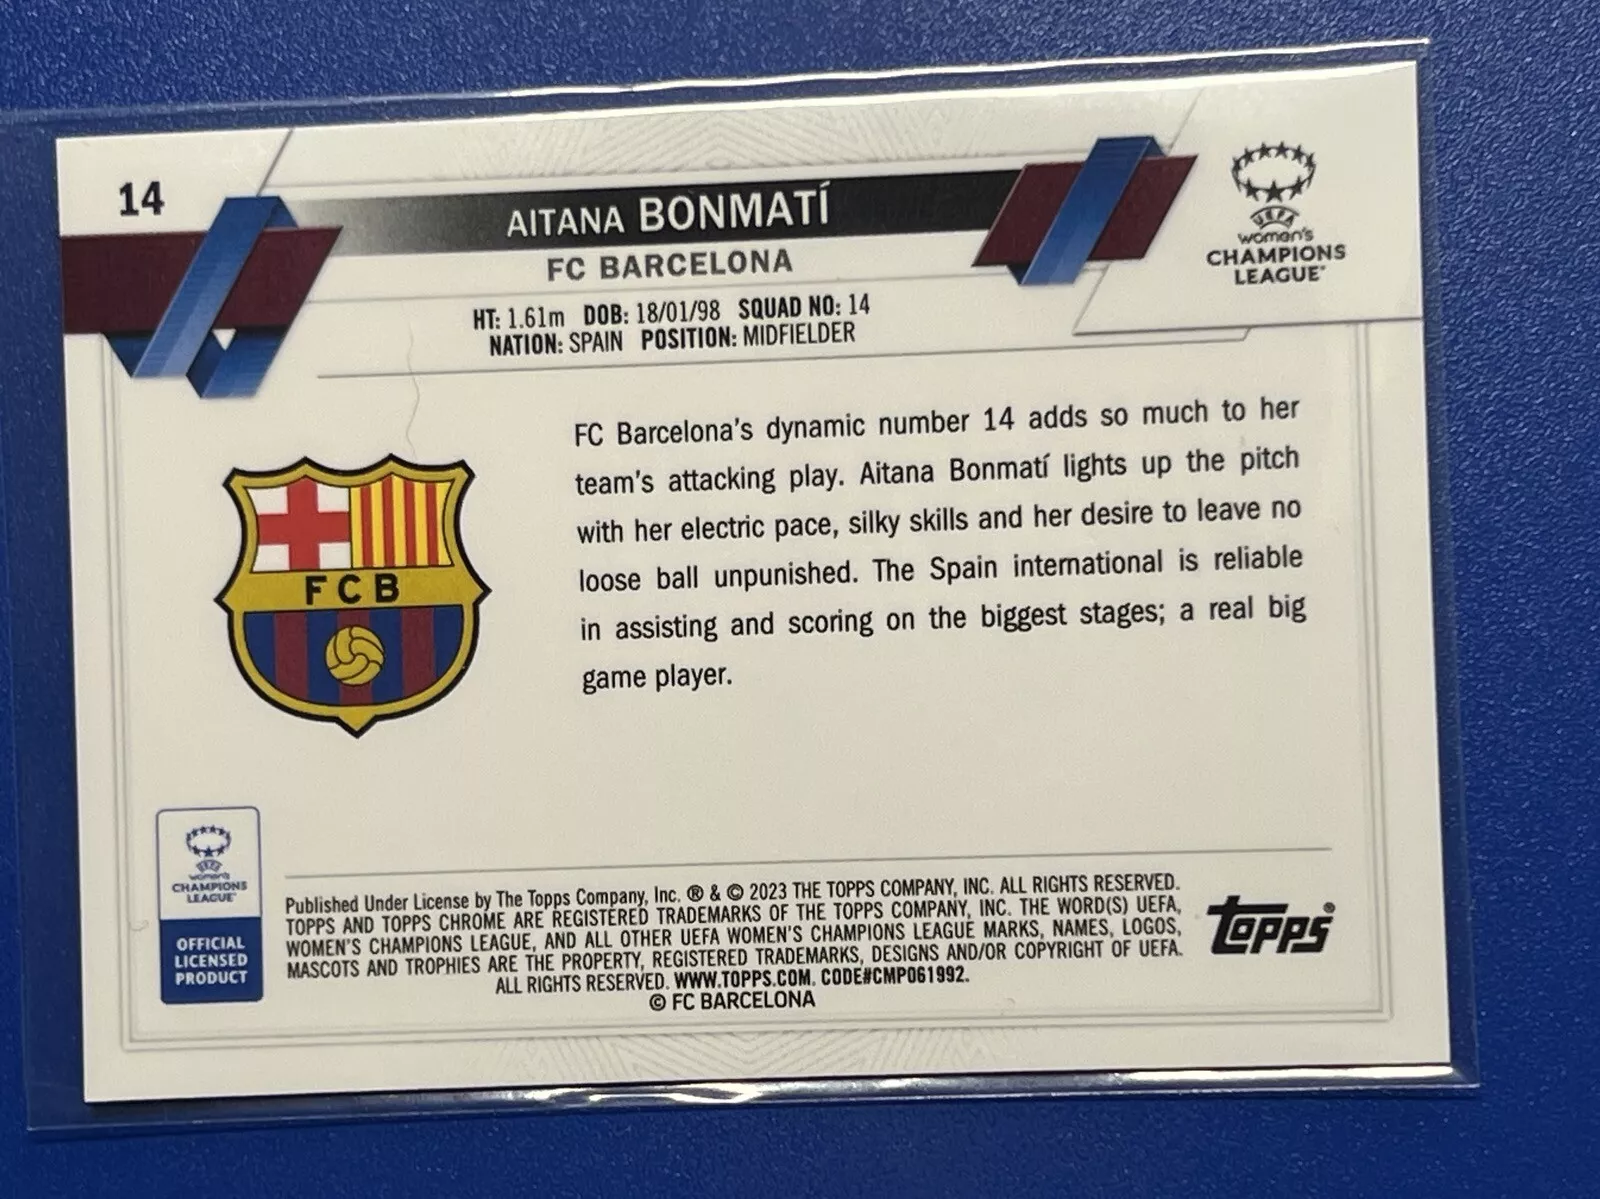 14
AITANA BONMATÍ
FC BARCELONA
HT: 1.61m DOB: 18/01/98 SQUAD NO: 14
NATION: SPAIN POSITION: MIDFIELDER
UEFA
women's
CHAMPIONS
LEAGUE
FC Barcelona's dynamic number 14 adds so much to her
team's attacking play. Aitana Bonmatí lights up the pitch
with her electric pace, silky skills and her desire to leave no
loose ball unpunished. The Spain international is reliable
in assisting and scoring on the biggest stages; a real big
game player.
FCB
UEFA
women's
CHAMPIONS
LEAGUE
OFFICIAL
LICENSED
PRODUCT
Published Under License by The Topps Company, Inc. ® & © 2023 THE TOPPS COMPANY, INC. ALL RIGHTS RESERVED.
TOPPS AND TOPPS CHROME ARE REGISTERED TRADEMARKS OF THE TOPPS COMPANY, INC. THE WORD(S) UEFA,
WOMEN'S CHAMPIONS LEAGUE, AND ALL OTHER UEFA WOMEN'S CHAMPIONS LEAGUE MARKS, NAMES, LOGOS,
MASCOTS AND TROPHIES ARE THE PROPERTY, REGISTERED TRADEMARKS, DESIGNS AND/OR COPYRIGHT OF UEFA.
ALL RIGHTS RESERVED. WWW.TOPPS.COM. CODE#CMP061992.
© FC BARCELONA
TOPPS®